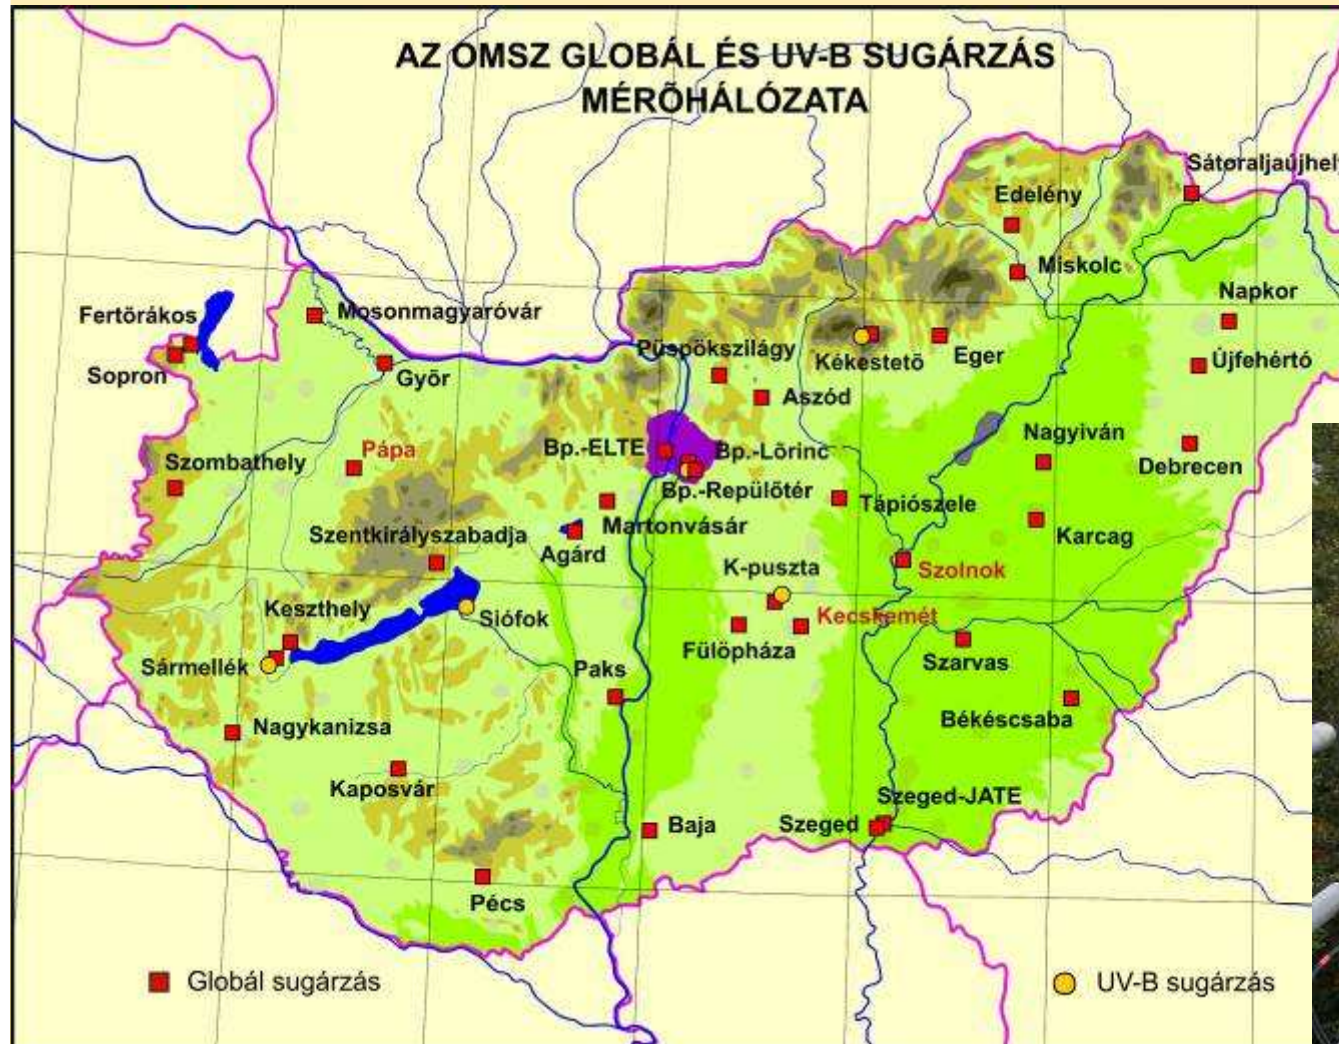 AZ OMSZ GLOBÁL ÉS UV-B SUGÁRZÁS
MÉRŐHÁLÓZATA
Sátoraljaújhely
Edelény
Miskolc
Napkor
Fertőrákos
Mosonmagyaróvár
Püspökszilágy
Kékestető
Eger
Újfehértó
Sopron
Győr
Aszód
Pápa
Bp.-ELTE
Bp.-Lőrinc
Nagyiván
Debrecen
Szombathely
Bp.-Repülőtér
Tápiószele
Martonvásár
Szentkirályszabadja
Agárd
Karcag
K-puszta
Szolnok
Keszthely
Siófok
Kecskemét
Fülöpháza
Szarvas
Sármellék
Paks
Békéscsaba
Nagykanizsa
Kaposvár
Szeged-JATE
Baja
Szeged
Pécs
Globál sugárzás
UV-B sugárzás